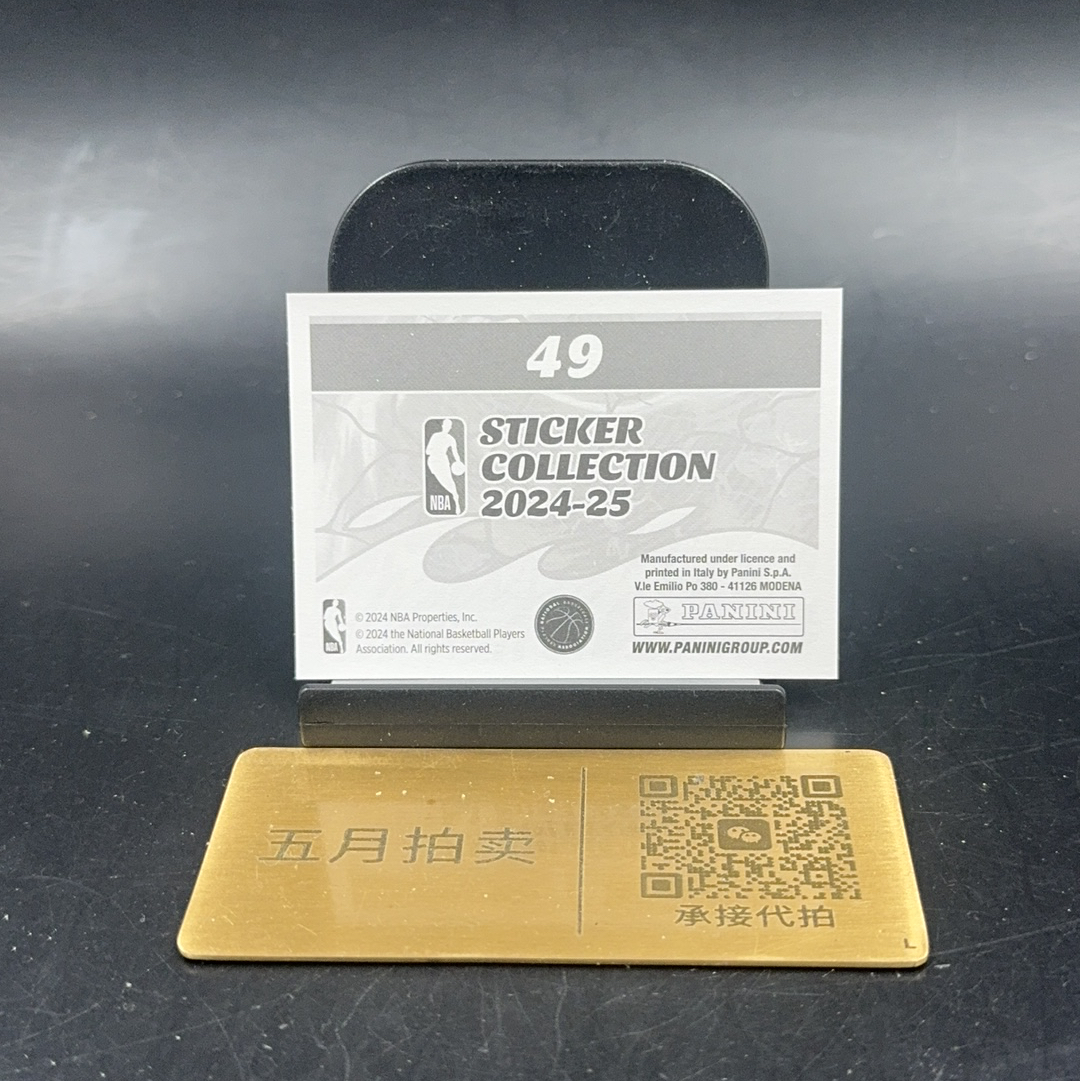 49
STICKER
COLLECTION
2024-25
NBA
Manufactured under licence and
printed in Italy by Panini S.p.A.
V.le Emilio Po 380 - 41126 MODENA
PANINI
WWW.PANINIGROUP.COM
NBA
© 2024 NBA Properties, Inc.
© 2024 the National Basketball Players
Association. All rights reserved.
五月拍卖
承接代拍
L